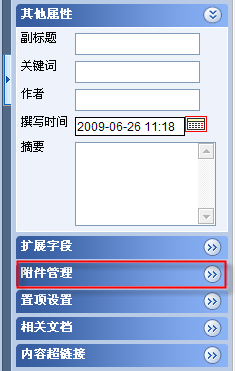 其他属性
副标题
关键词
作者
撰写时间 2009-06-26 11:18
摘要
扩展字段
附件管理
置顶设置
相关文档
内容超链接